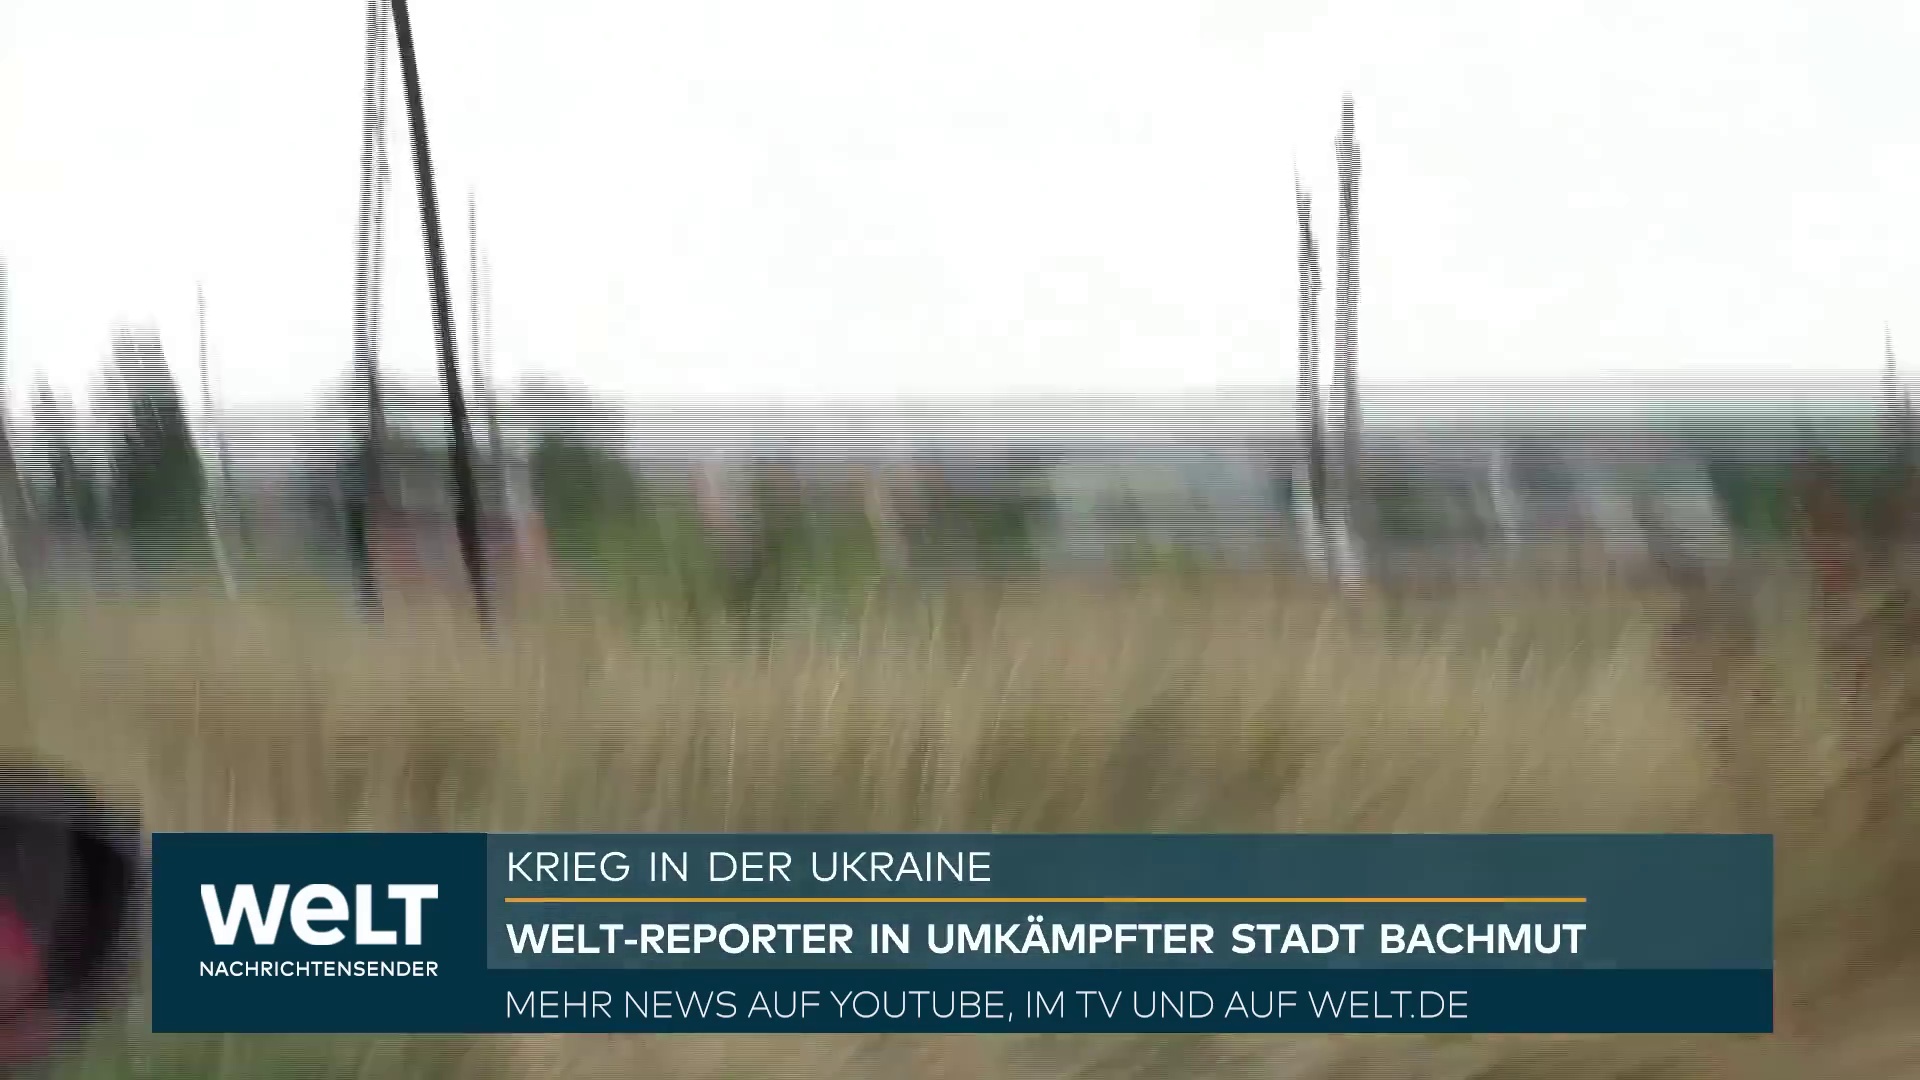 WELT
NACHRICHTENSENDER
KRIEG IN DER UKRAINE
WELT-REPORTER IN UMKÄMPFTER STADT BACHMUT
MEHR NEWS AUF YOUTUBE, IM TV UND AUF WELT.DE